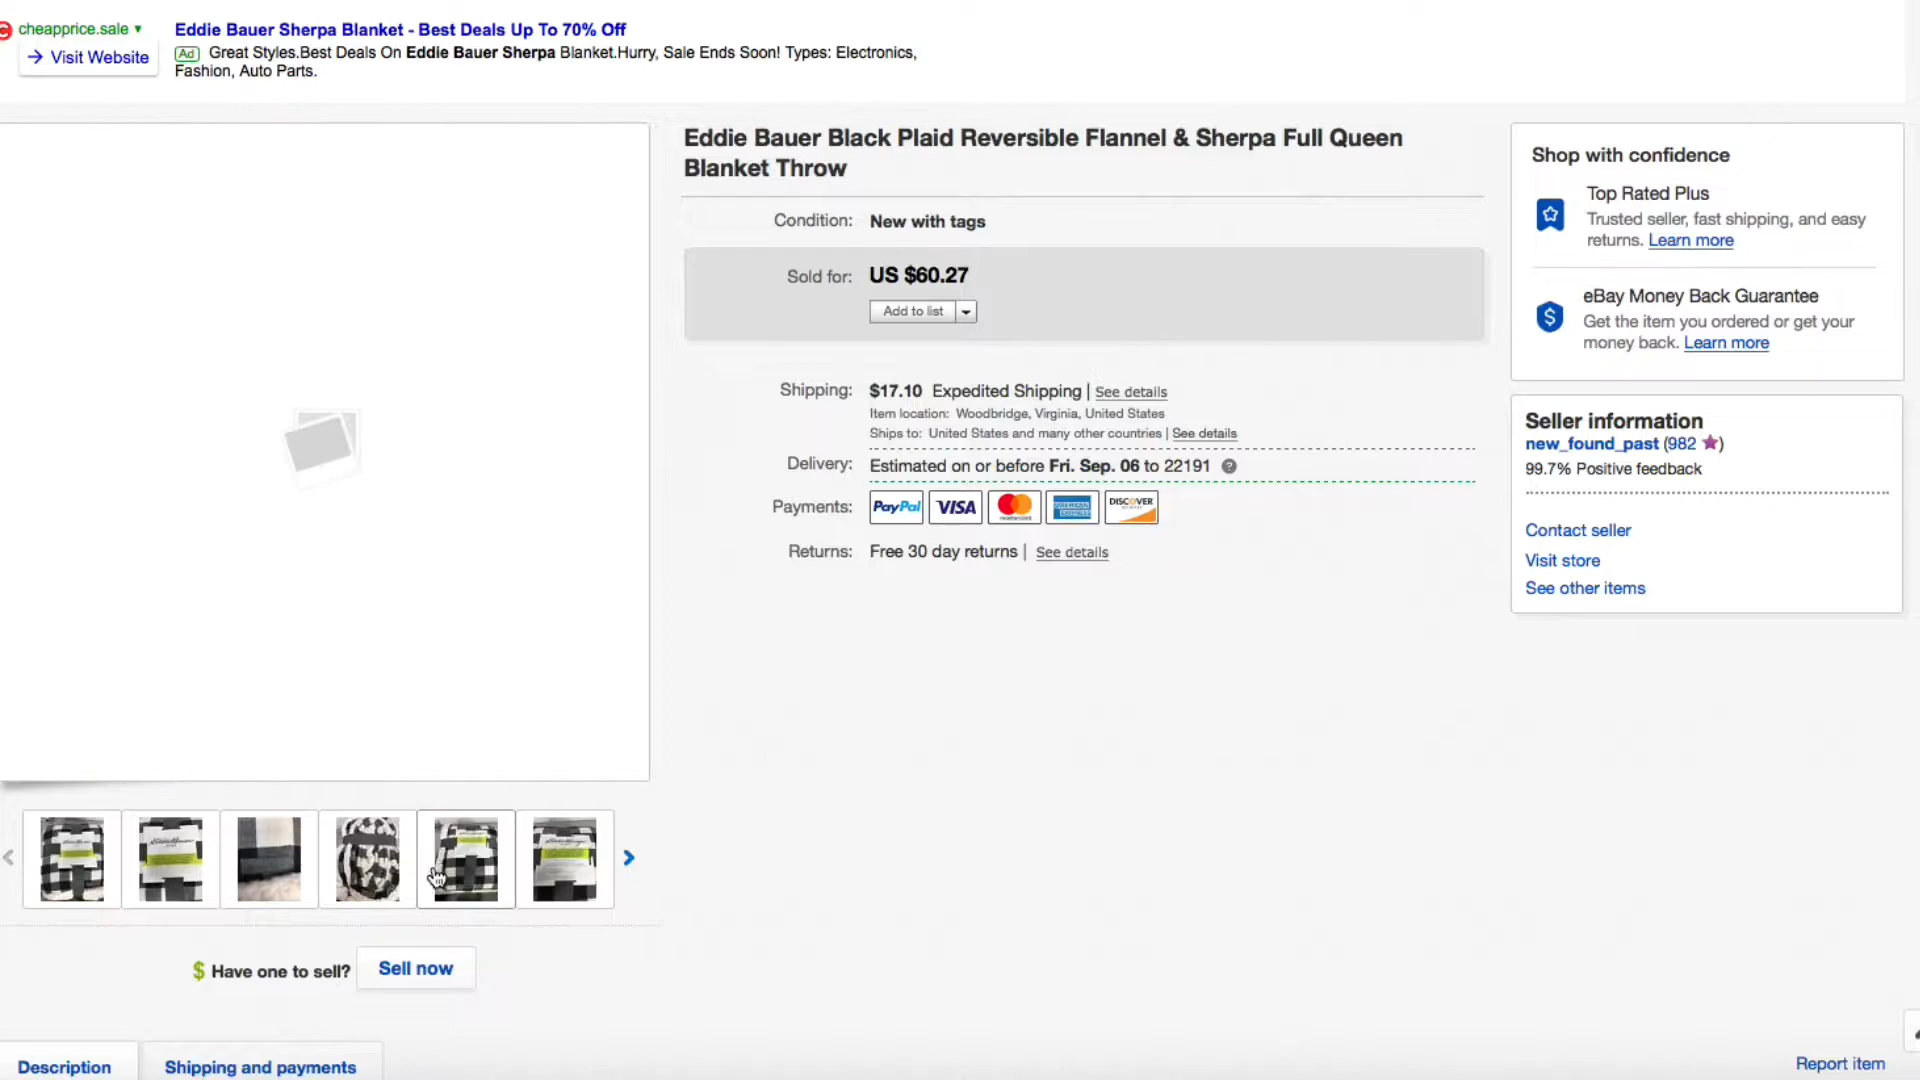 cheapprice.sale
Visit Website
Eddie Bauer Sherpa Blanket - Best Deals Up To 70% Off
Ad Great Styles.Best Deals On Eddie Bauer Sherpa Blanket.Hurry, Sale Ends Soon! Types: Electronics,
Fashion, Auto Parts.
Eddie Bauer Black Plaid Reversible Flannel & Sherpa Full Queen
Blanket Throw
Condition: New with tags
Sold for: US $60.27
Add to list
Shipping: $17.10 Expedited Shipping | See details
Item location: Woodbridge, Virginia, United States
Ships to: United States and many other countries | See details
Delivery: Estimated on or before Fri. Sep. 06 to 22191
Payments: PayPal VISA mastercard AMERICAN EXPRESS DISCOVER
Returns: Free 30 day returns | See details
Shop with confidence
Top Rated Plus
Trusted seller, fast shipping, and easy
returns. Learn more
eBay Money Back Guarantee
Get the item you ordered or get your
money back. Learn more
Seller information
new_found_past (982)
99.7% Positive feedback
Contact seller
Visit store
See other items
$ Have one to sell? Sell now
Description
Shipping and payments
Report item